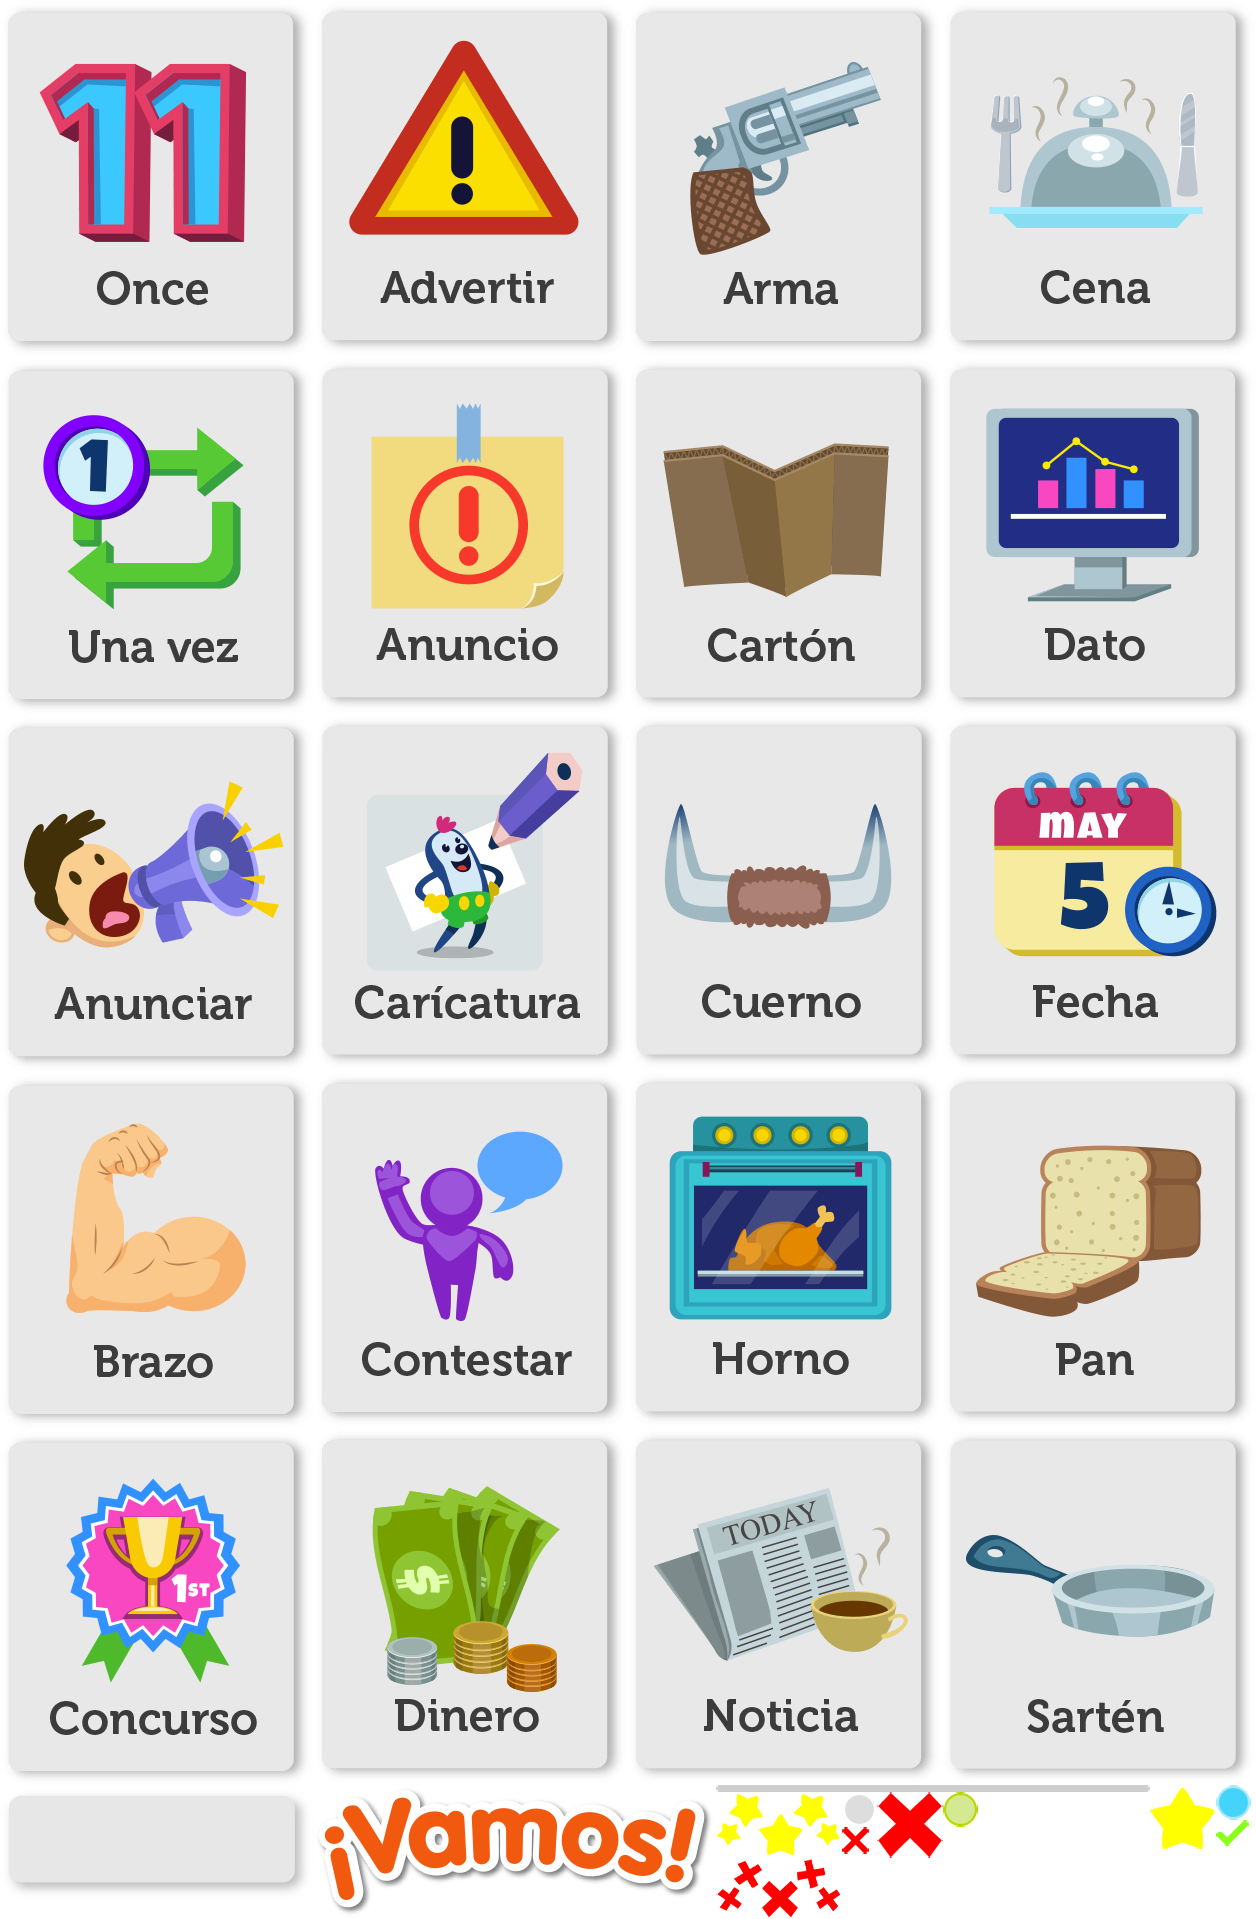 11
Once
Advertir
Arma
Cena
1
Una vez
Anuncio
Cartón
Dato
Anunciar
Carícatura
Cuerno
MAY
5
Fecha
Brazo
Contestar
Horno
Pan
1ST
Concurso
$
Dinero
TODAY
Noticia
Sartén
¡Vamos!